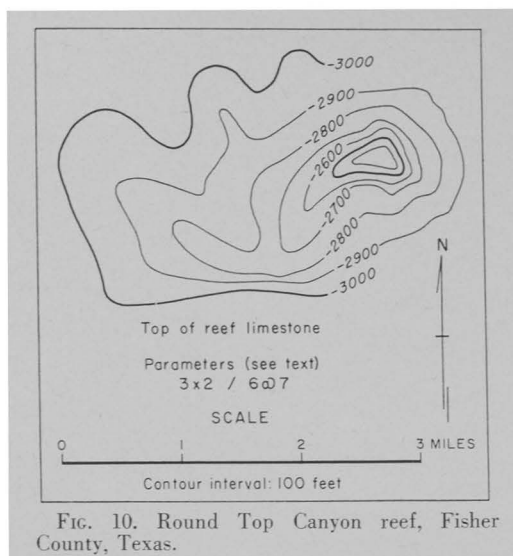 -3000
-2900
-2800
-2600
-2700
-2800
-2900
-3000
N
Top of reef limestone
Parameters (see text)
3x2 / 6@7
SCALE
0 1 2 3 MILES
Contour interval: 100 feet
FIG. 10. Round Top Canyon reef, Fisher
County, Texas.